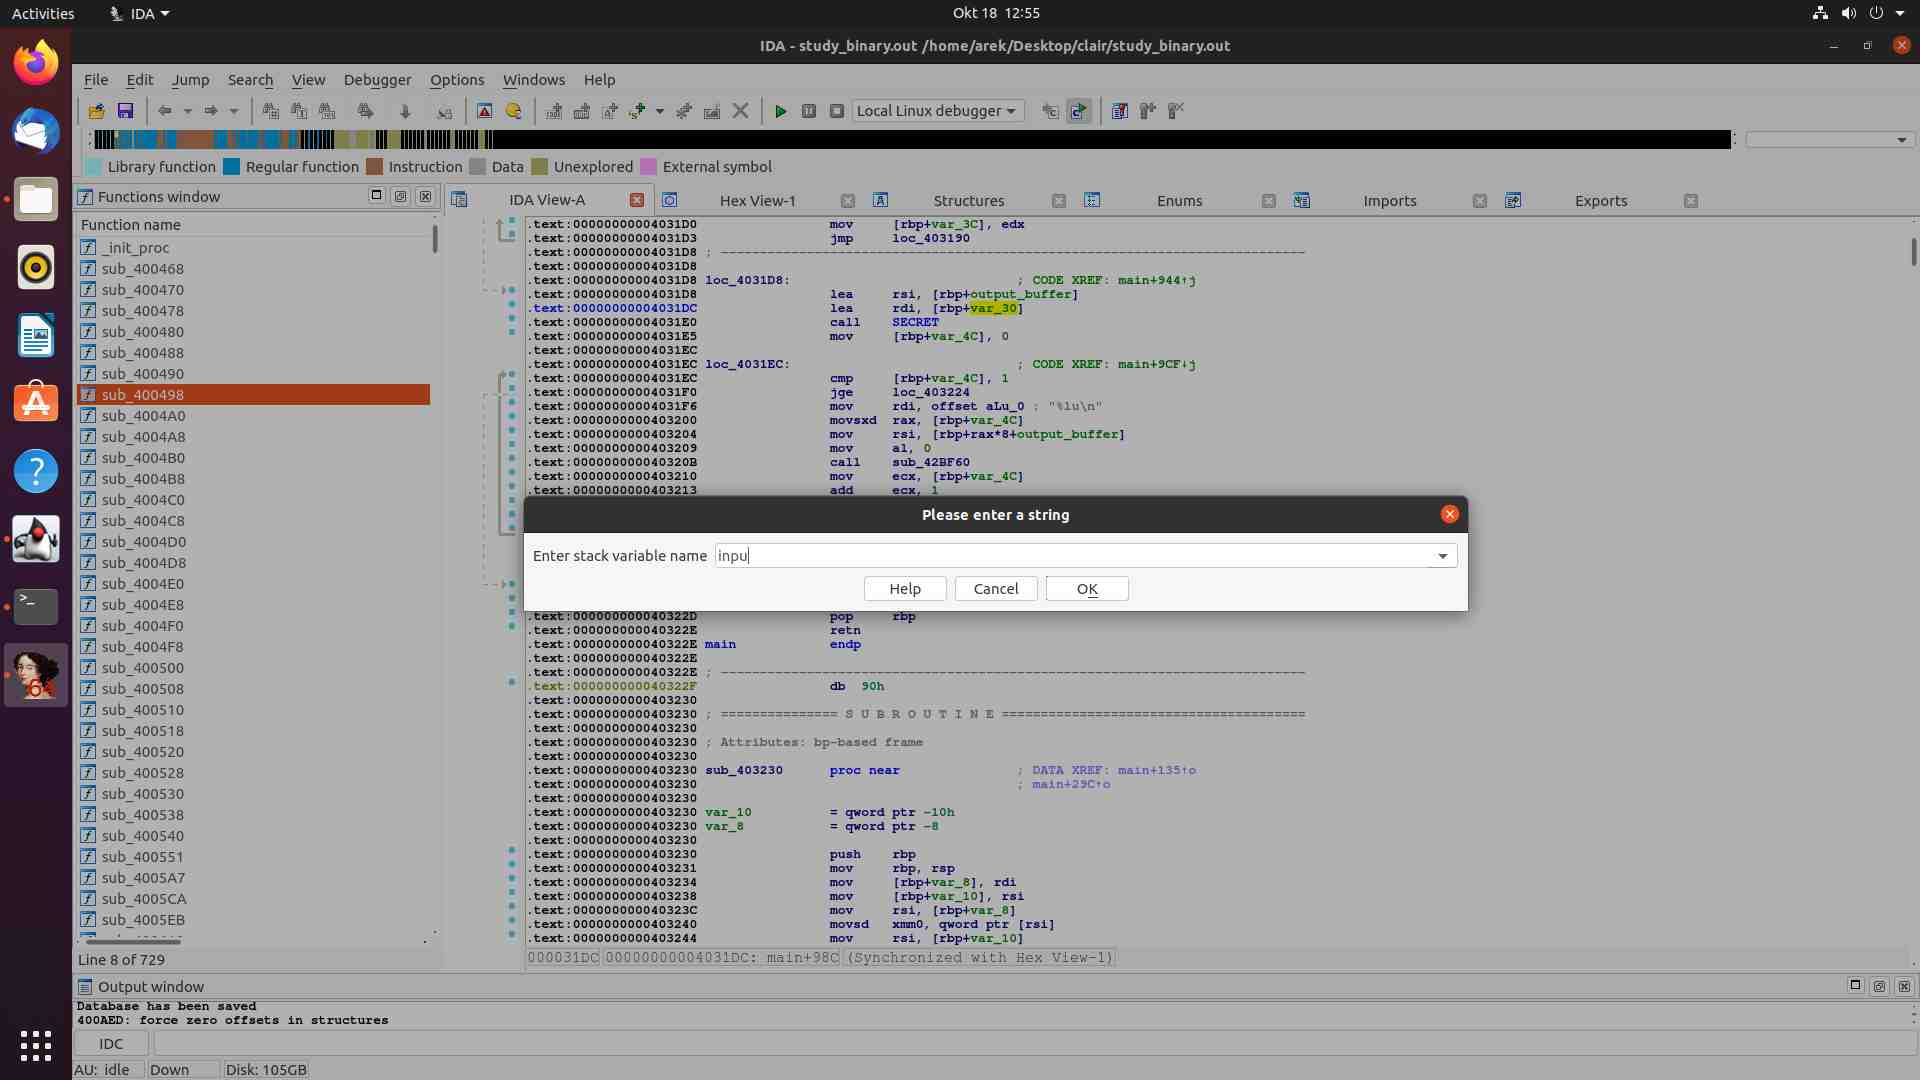 Activities IDA Okt 18 12:55
IDA - study_binary.out /home/arek/Desktop/clair/study_binary.out
File Edit Jump Search View Debugger Options Windows Help
Local Linux debugger
Library function Regular function Instruction Data Unexplored External symbol
Functions window
Function name
_init_proc
sub_400468
sub_400470
sub_400478
sub_400480
sub_400488
sub_400490
sub_400498
sub_4004A0
sub_4004A8
sub_4004B0
sub_4004B8
sub_4004C0
sub_4004C8
sub_4004D0
sub_4004D8
sub_4004E0
sub_4004E8
sub_4004F0
sub_4004F8
sub_400500
sub_400508
sub_400510
sub_400518
sub_400520
sub_400528
sub_400530
sub_400538
sub_400540
sub_400551
sub_4005A7
sub_4005CA
sub_4005EB
Line 8 of 729
IDA View-A Hex View-1 Structures Enums Imports Exports
.text:00000000004031D0 mov [rbp+var_3C], edx
.text:00000000004031D3 jmp loc_403190
.text:00000000004031D8 ; ---------------------------------------------------------------------------
.text:00000000004031D8
.text:00000000004031D8 loc_4031D8: ; CODE XREF: main+944↑j
.text:00000000004031D8 lea rsi, [rbp+output_buffer]
.text:00000000004031DC lea rdi, [rbp+var_30]
.text:00000000004031E0 call SECRET
.text:00000000004031E5 mov [rbp+var_4C], 0
.text:00000000004031EC
.text:00000000004031EC loc_4031EC: ; CODE XREF: main+9CF↓j
.text:00000000004031EC cmp [rbp+var_4C], 1
.text:00000000004031F0 jge loc_403224
.text:00000000004031F6 mov rdi, offset aLu_0 ; "%lu\n"
.text:0000000000403200 movsxd rax, [rbp+var_4C]
.text:0000000000403204 mov rsi, [rbp+rax*8+output_buffer]
.text:0000000000403209 mov al, 0
.text:000000000040320B call sub_42BF60
.text:0000000000403210 mov ecx, [rbp+var_4C]
.text:0000000000403213 add ecx, 1
Please enter a string
Enter stack variable name inpu
Help Cancel OK
.text:000000000040322D pop rbp
.text:000000000040322E retn
.text:000000000040322E main endp
.text:000000000040322E
.text:000000000040322E ; ---------------------------------------------------------------------------
.text:000000000040322F db 90h
.text:0000000000403230
.text:0000000000403230 ; =============== S U B R O U T I N E =======================================
.text:0000000000403230
.text:0000000000403230 ; Attributes: bp-based frame
.text:0000000000403230
.text:0000000000403230 sub_403230 proc near ; DATA XREF: main+135↑o
.text:0000000000403230 ; main+29C↑o
.text:0000000000403230
.text:0000000000403230 var_10 = qword ptr -10h
.text:0000000000403230 var_8 = qword ptr -8
.text:0000000000403230
.text:0000000000403230 push rbp
.text:0000000000403231 mov rbp, rsp
.text:0000000000403234 mov [rbp+var_8], rdi
.text:0000000000403238 mov [rbp+var_10], rsi
.text:000000000040323C mov rsi, [rbp+var_8]
.text:0000000000403240 movsd xmm0, qword ptr [rsi]
.text:0000000000403244 mov rsi, [rbp+var_10]
000031DC 00000000004031DC: main+98C (Synchronized with Hex View-1)
Output window
Database has been saved
400AED: force zero offsets in structures
IDC
AU: idle Down Disk: 105GB
64